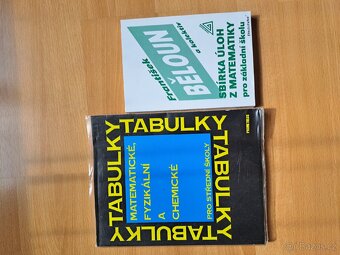 František
BĚLOUN
a kolektiv
SBÍRKA ÚLOH
Z MATEMATIKY
pro základní školu
TABULKY
TABULKY
TABULKY
TABULKY
MATEMATICKÉ,
FYZIKÁLNÍ
A
CHEMICKÉ
PRO STŘEDNÍ ŠKOLY